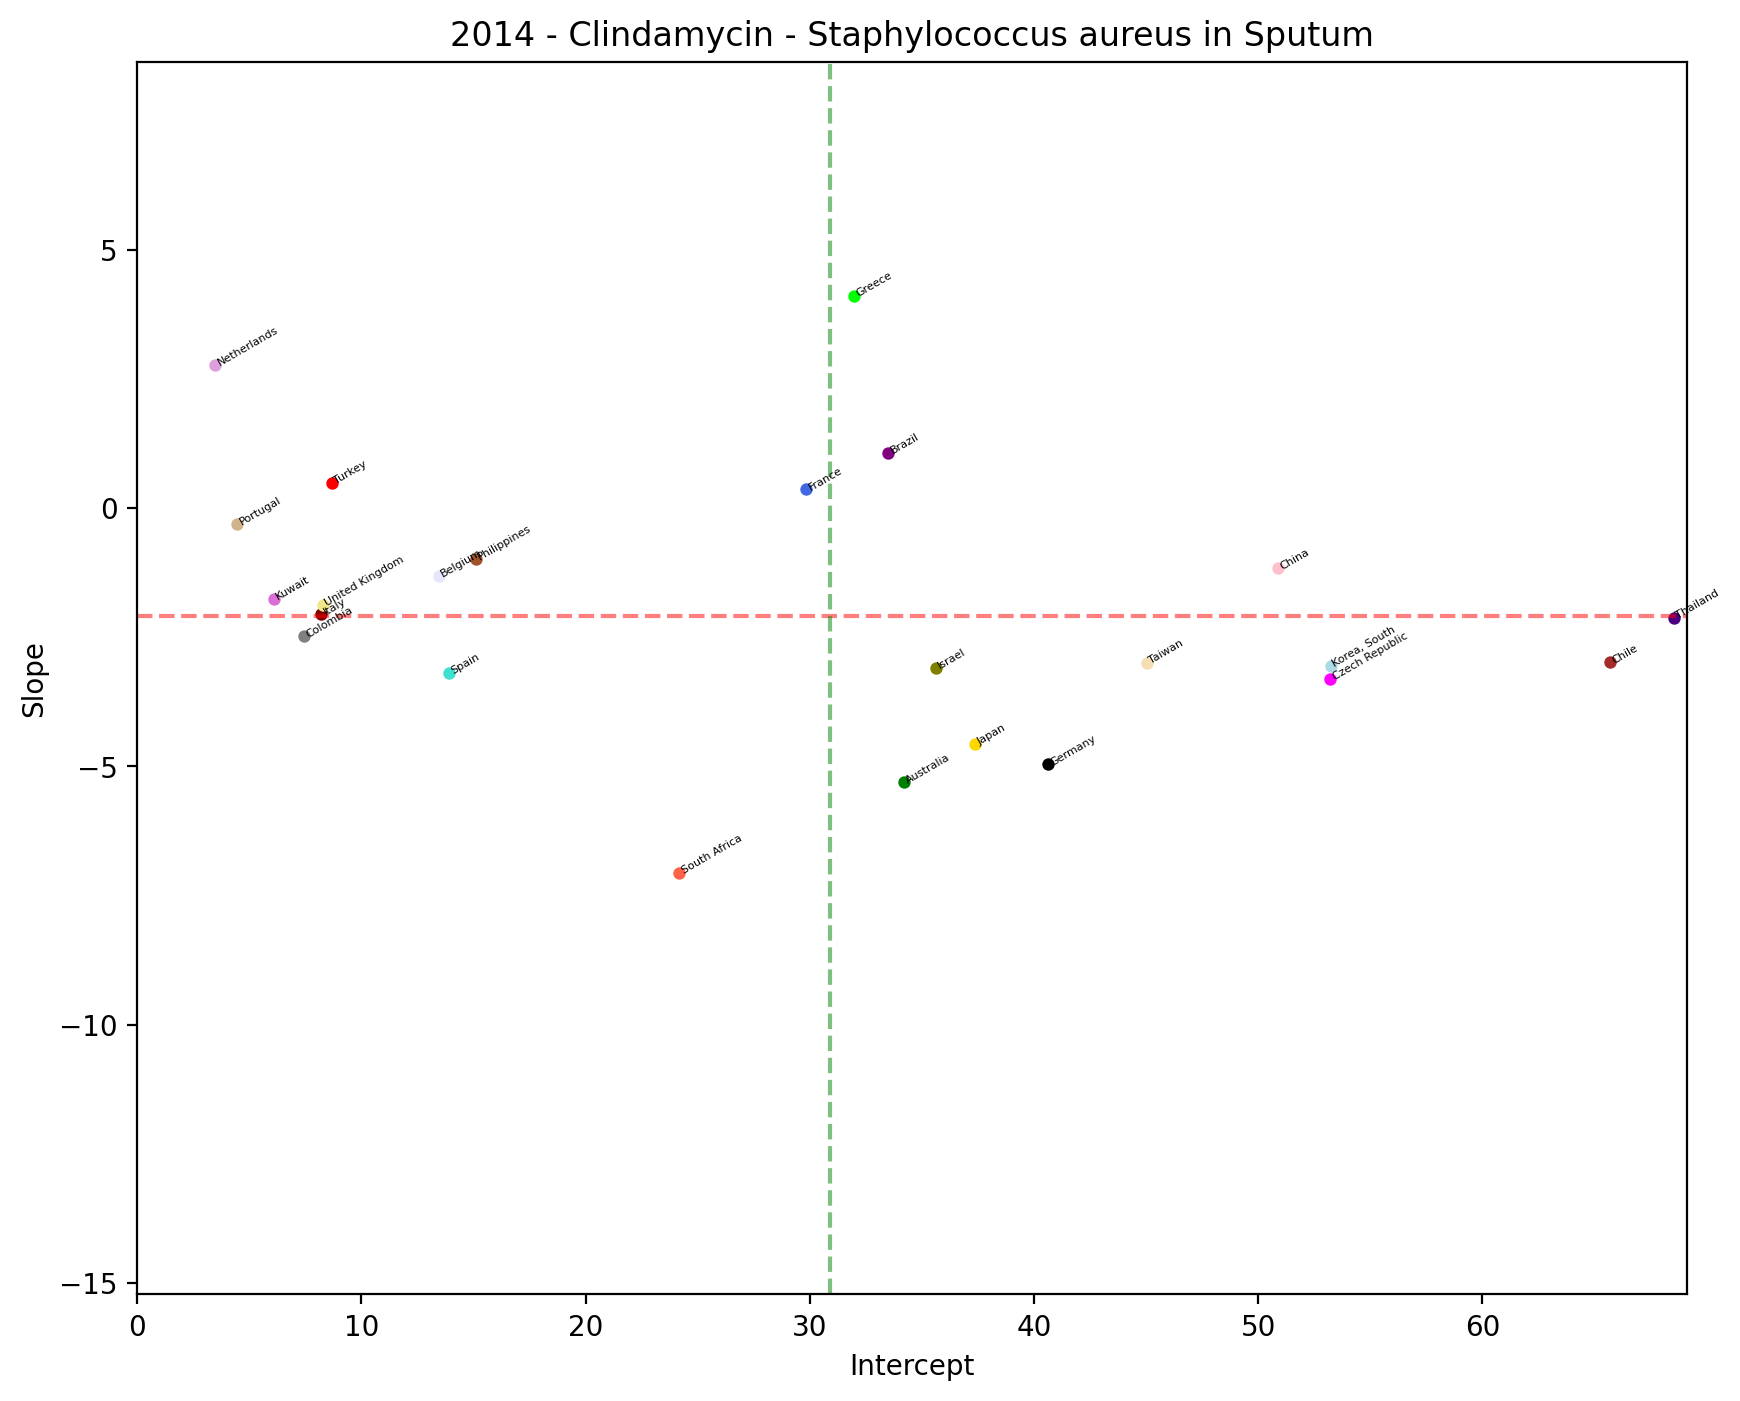 2014 - Clindamycin - Staphylococcus aureus in Sputum
Slope
5
0
−5
−10
−15
Greece
Netherlands
Brazil
Turkey
France
Portugal
Philippines
Belgium
China
Kuwait
United Kingdom
Italy
Thailand
Colombia
Korea, South
Chile
Taiwan
Israel
Spain
Czech Republic
Japan
Germany
Australia
South Africa
0 10 20 30 40 50 60
Intercept